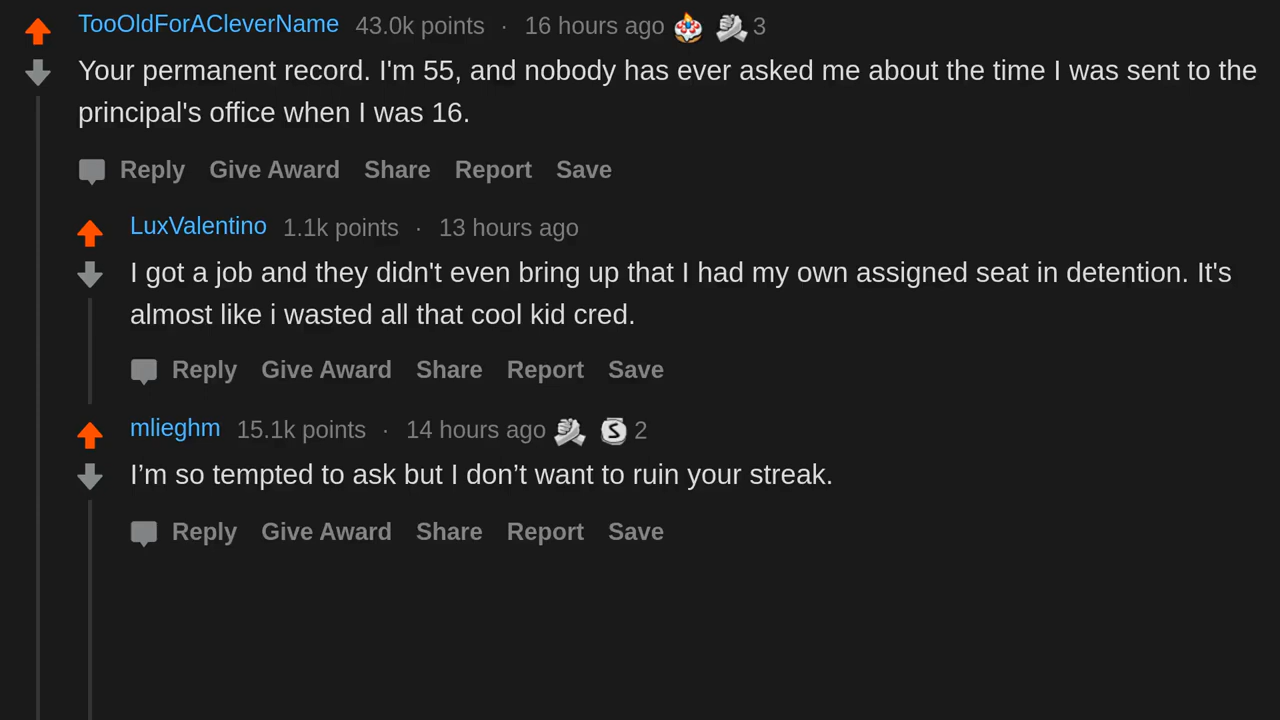 TooOldForACleverName 43.0k points · 16 hours ago 3
Your permanent record. I'm 55, and nobody has ever asked me about the time I was sent to the
principal's office when I was 16.
Reply Give Award Share Report Save
LuxValentino 1.1k points · 13 hours ago
I got a job and they didn't even bring up that I had my own assigned seat in detention. It's
almost like i wasted all that cool kid cred.
Reply Give Award Share Report Save
mlieghm 15.1k points · 14 hours ago S 2
I’m so tempted to ask but I don’t want to ruin your streak.
Reply Give Award Share Report Save